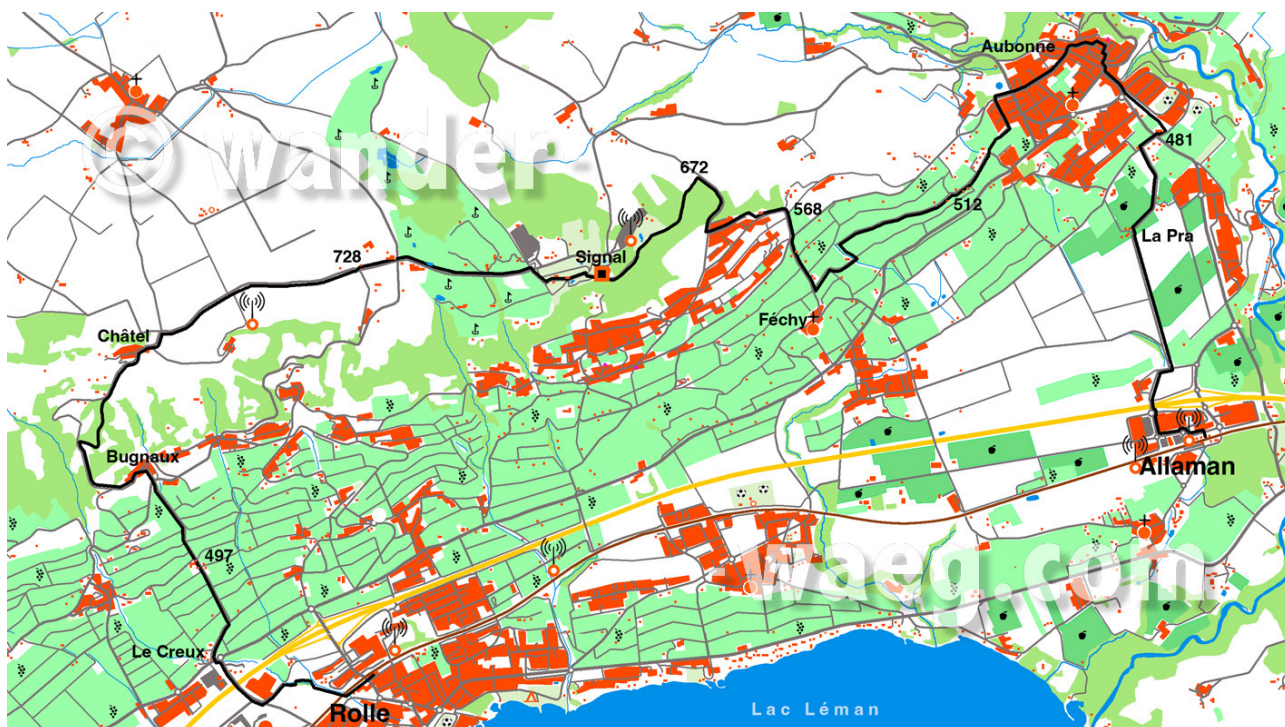 Aubonne
481
672
568
512
La Pra
© wander-
Signal
728
Féchy
Châtel
Bugnaux
Allaman
497
-waeg.com
Le Creux
Rolle
Lac Léman